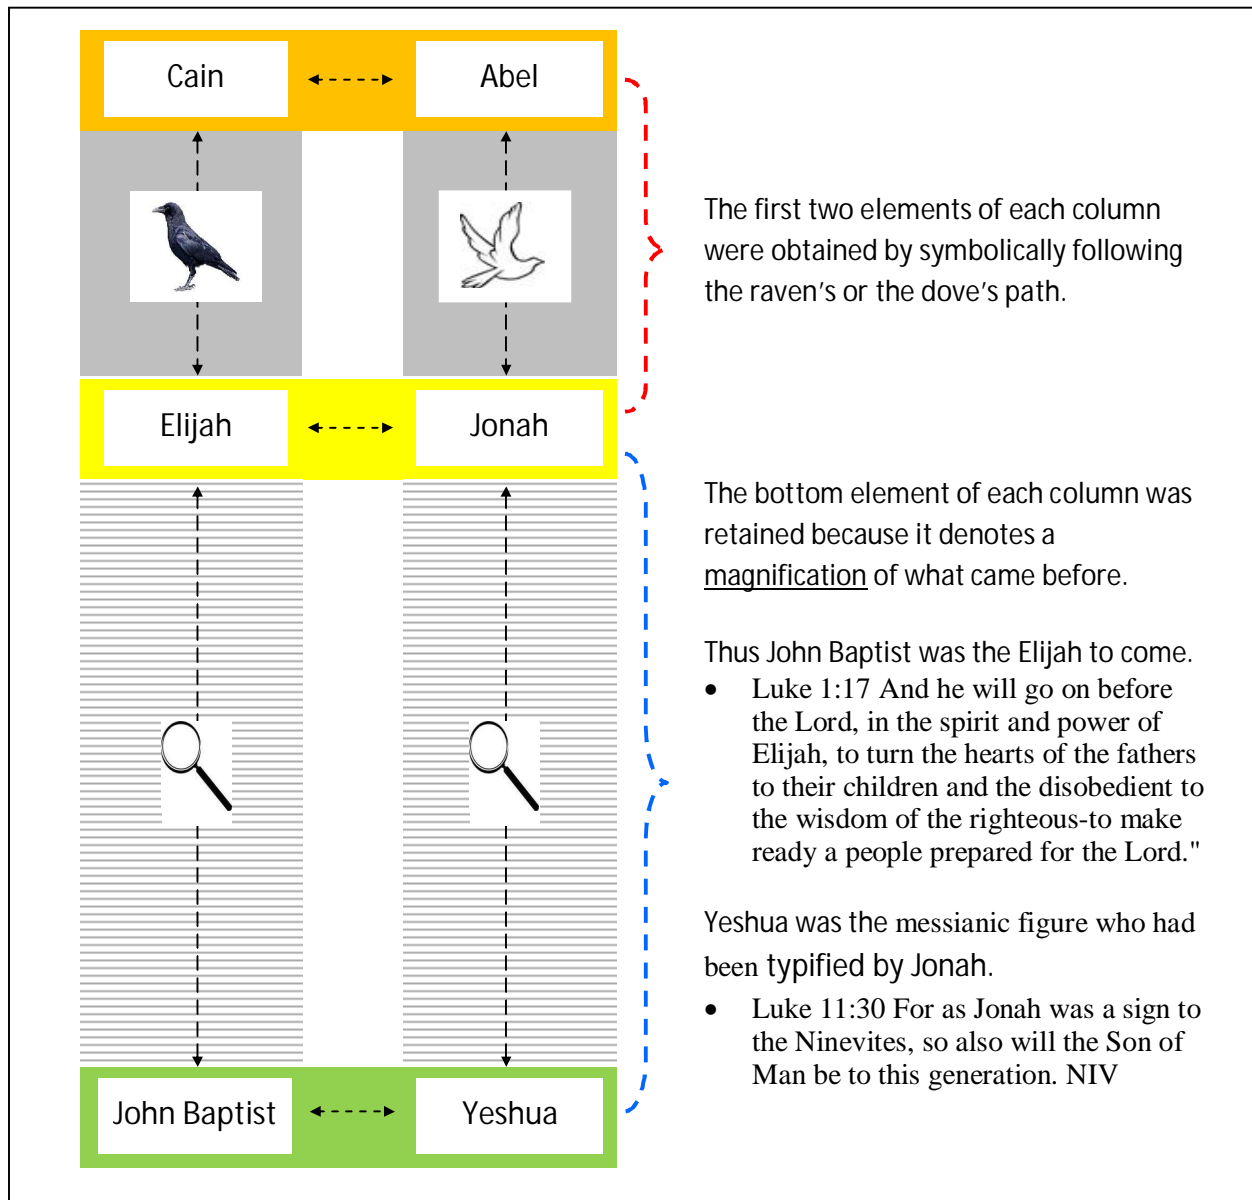 Cain
Abel
The first two elements of each column
were obtained by symbolically following
the raven's or the dove's path.
Elijah
Jonah
The bottom element of each column was
retained because it denotes a
magnification of what came before.
Thus John Baptist was the Elijah to come.
• Luke 1:17 And he will go on before
the Lord, in the spirit and power of
Elijah, to turn the hearts of the fathers
to their children and the disobedient to
the wisdom of the righteous-to make
ready a people prepared for the Lord."
Yeshua was the messianic figure who had
been typified by Jonah.
• Luke 11:30 For as Jonah was a sign to
the Ninevites, so also will the Son of
Man be to this generation. NIV
John Baptist
Yeshua